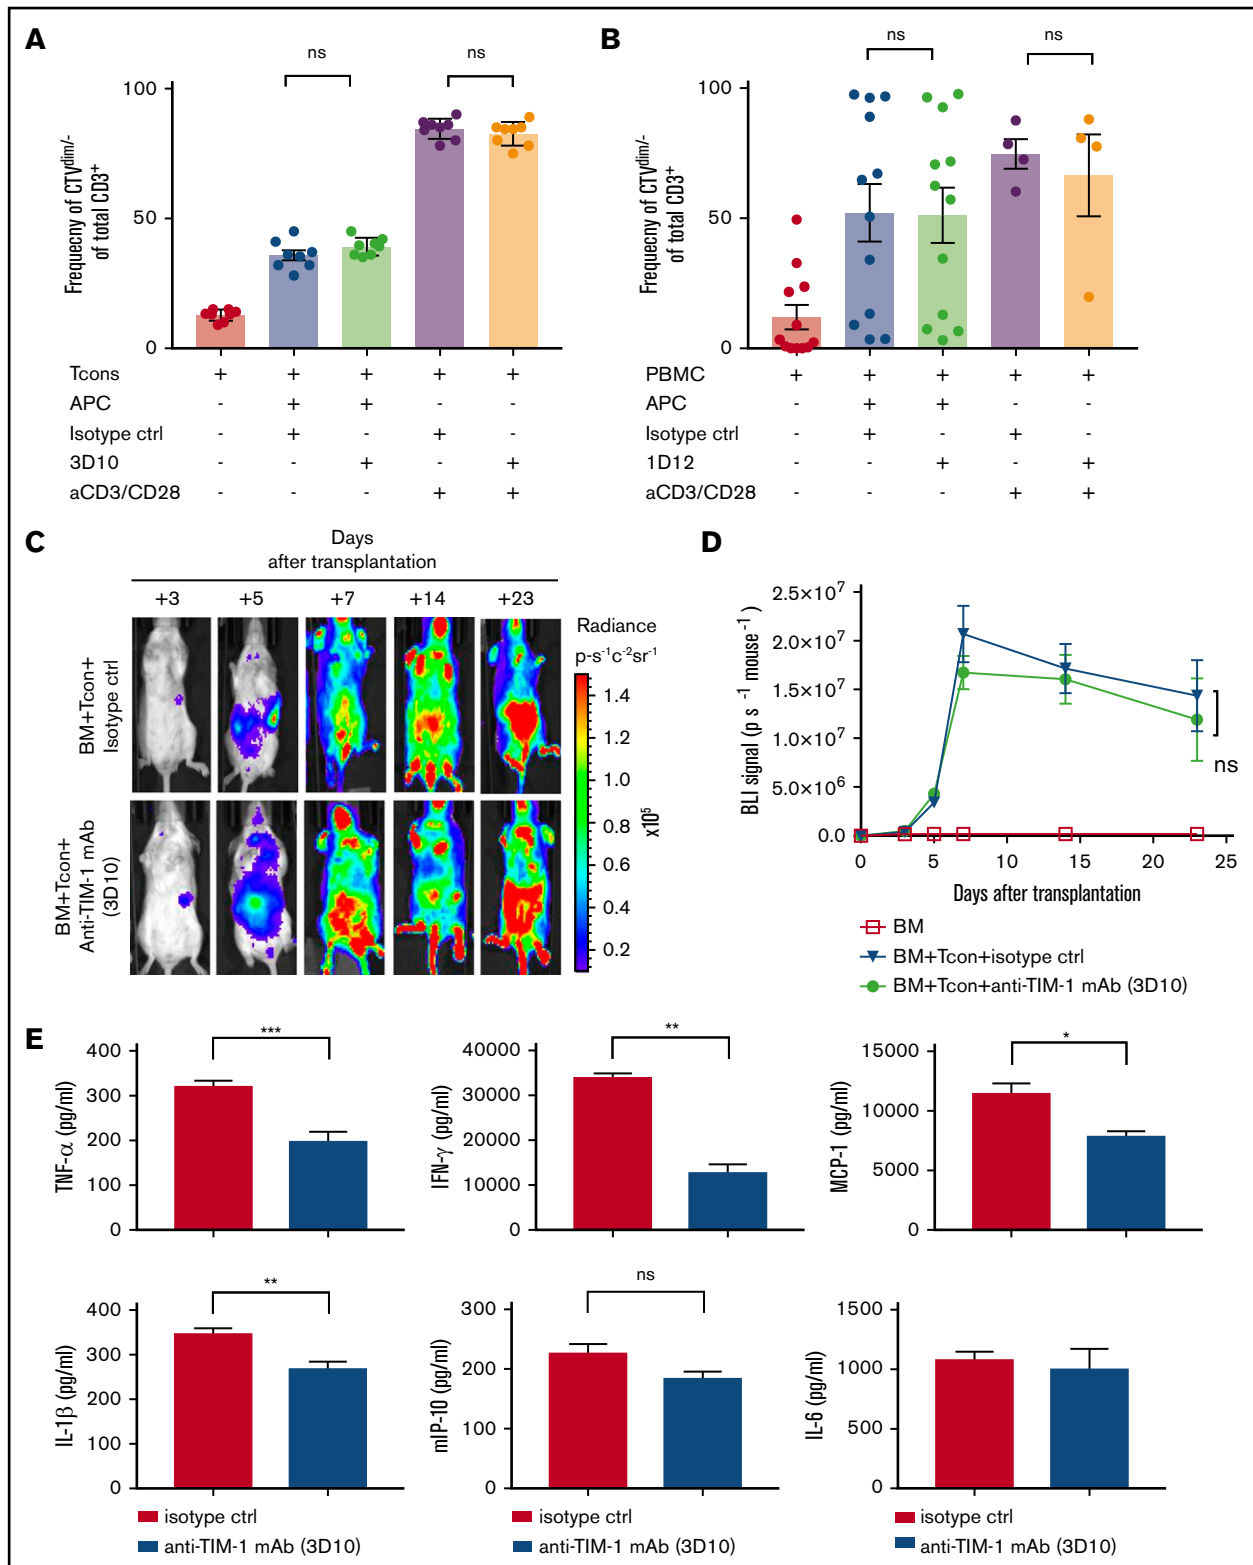 A
ns
ns
Frequecny of CTVdim/-
of total CD3+
100
50
0
Tcons + + + + +
APC - + + - -
Isotype ctrl - + - + -
3D10 - - + - +
aCD3/CD28 - - - + +
B
ns
ns
Frequecny of CTVdim/-
of total CD3+
100
50
0
PBMC + + + + +
APC - + + - -
Isotype ctrl - + - + -
1D12 - - + - +
aCD3/CD28 - - - + +
C
Days
after transplantation
+3 +5 +7 +14 +23
BM+Tcon+
Isotype ctrl
BM+Tcon+
Anti-TIM-1 mAb
(3D10)
Radiance
p-s-1c-2sr-1
1.4
1.2
1.0
0.8
0.6
0.4
0.2
x10⁵
D
BLI signal (p s -1 mouse-1 )
2.5×10⁷
2.0×10⁷
1.5×10⁷
1.0×10⁷
5.0×10⁶
0.0
ns
0 5 10 15 20 25
Days after transplantation
BM
BM+Tcon+isotype ctrl
BM+Tcon+anti-TIM-1 mAb (3D10)
E
***
TNF-α (pg/ml)
400
300
200
100
0
**
IFN-γ (pg/ml)
40000
30000
20000
10000
0
*
MCP-1 (pg/ml)
15000
10000
5000
0
**
IL-1β (pg/ml)
400
300
200
100
0
ns
mIP-10 (pg/ml)
300
200
100
0
IL-6 (pg/ml)
1500
1000
500
0
isotype ctrl
anti-TIM-1 mAb (3D10)
isotype ctrl
anti-TIM-1 mAb (3D10)
isotype ctrl
anti-TIM-1 mAb (3D10)